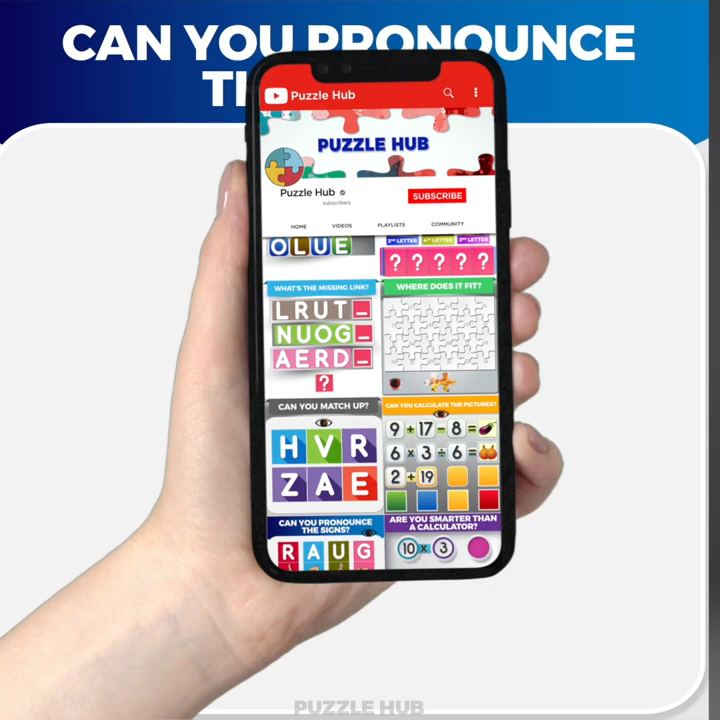 CAN YOU PRONOUNCE
Puzzle Hub
PUZZLE HUB
Puzzle Hub
subscribers
SUBSCRIBE
HOME VIDEOS PLAYLISTS COMMUNITY
OLUE
2ND LETTER 4TH LETTER 3RD LETTER
? ? ? ? ?
WHAT'S THE MISSING LINK?
LRUT_
NUOG_
AERD_
?
WHERE DOES IT FIT?
CAN YOU MATCH UP?
HVR
ZAE
CAN YOU CALCULATE THE PICTURES?
9 + 17 - 8 =
6 x 3 ÷ 6 =
2 + 19
CAN YOU PRONOUNCE
THE SIGNS?
RAUG
ARE YOU SMARTER THAN
A CALCULATOR?
10 x 3
PUZZLE HUB